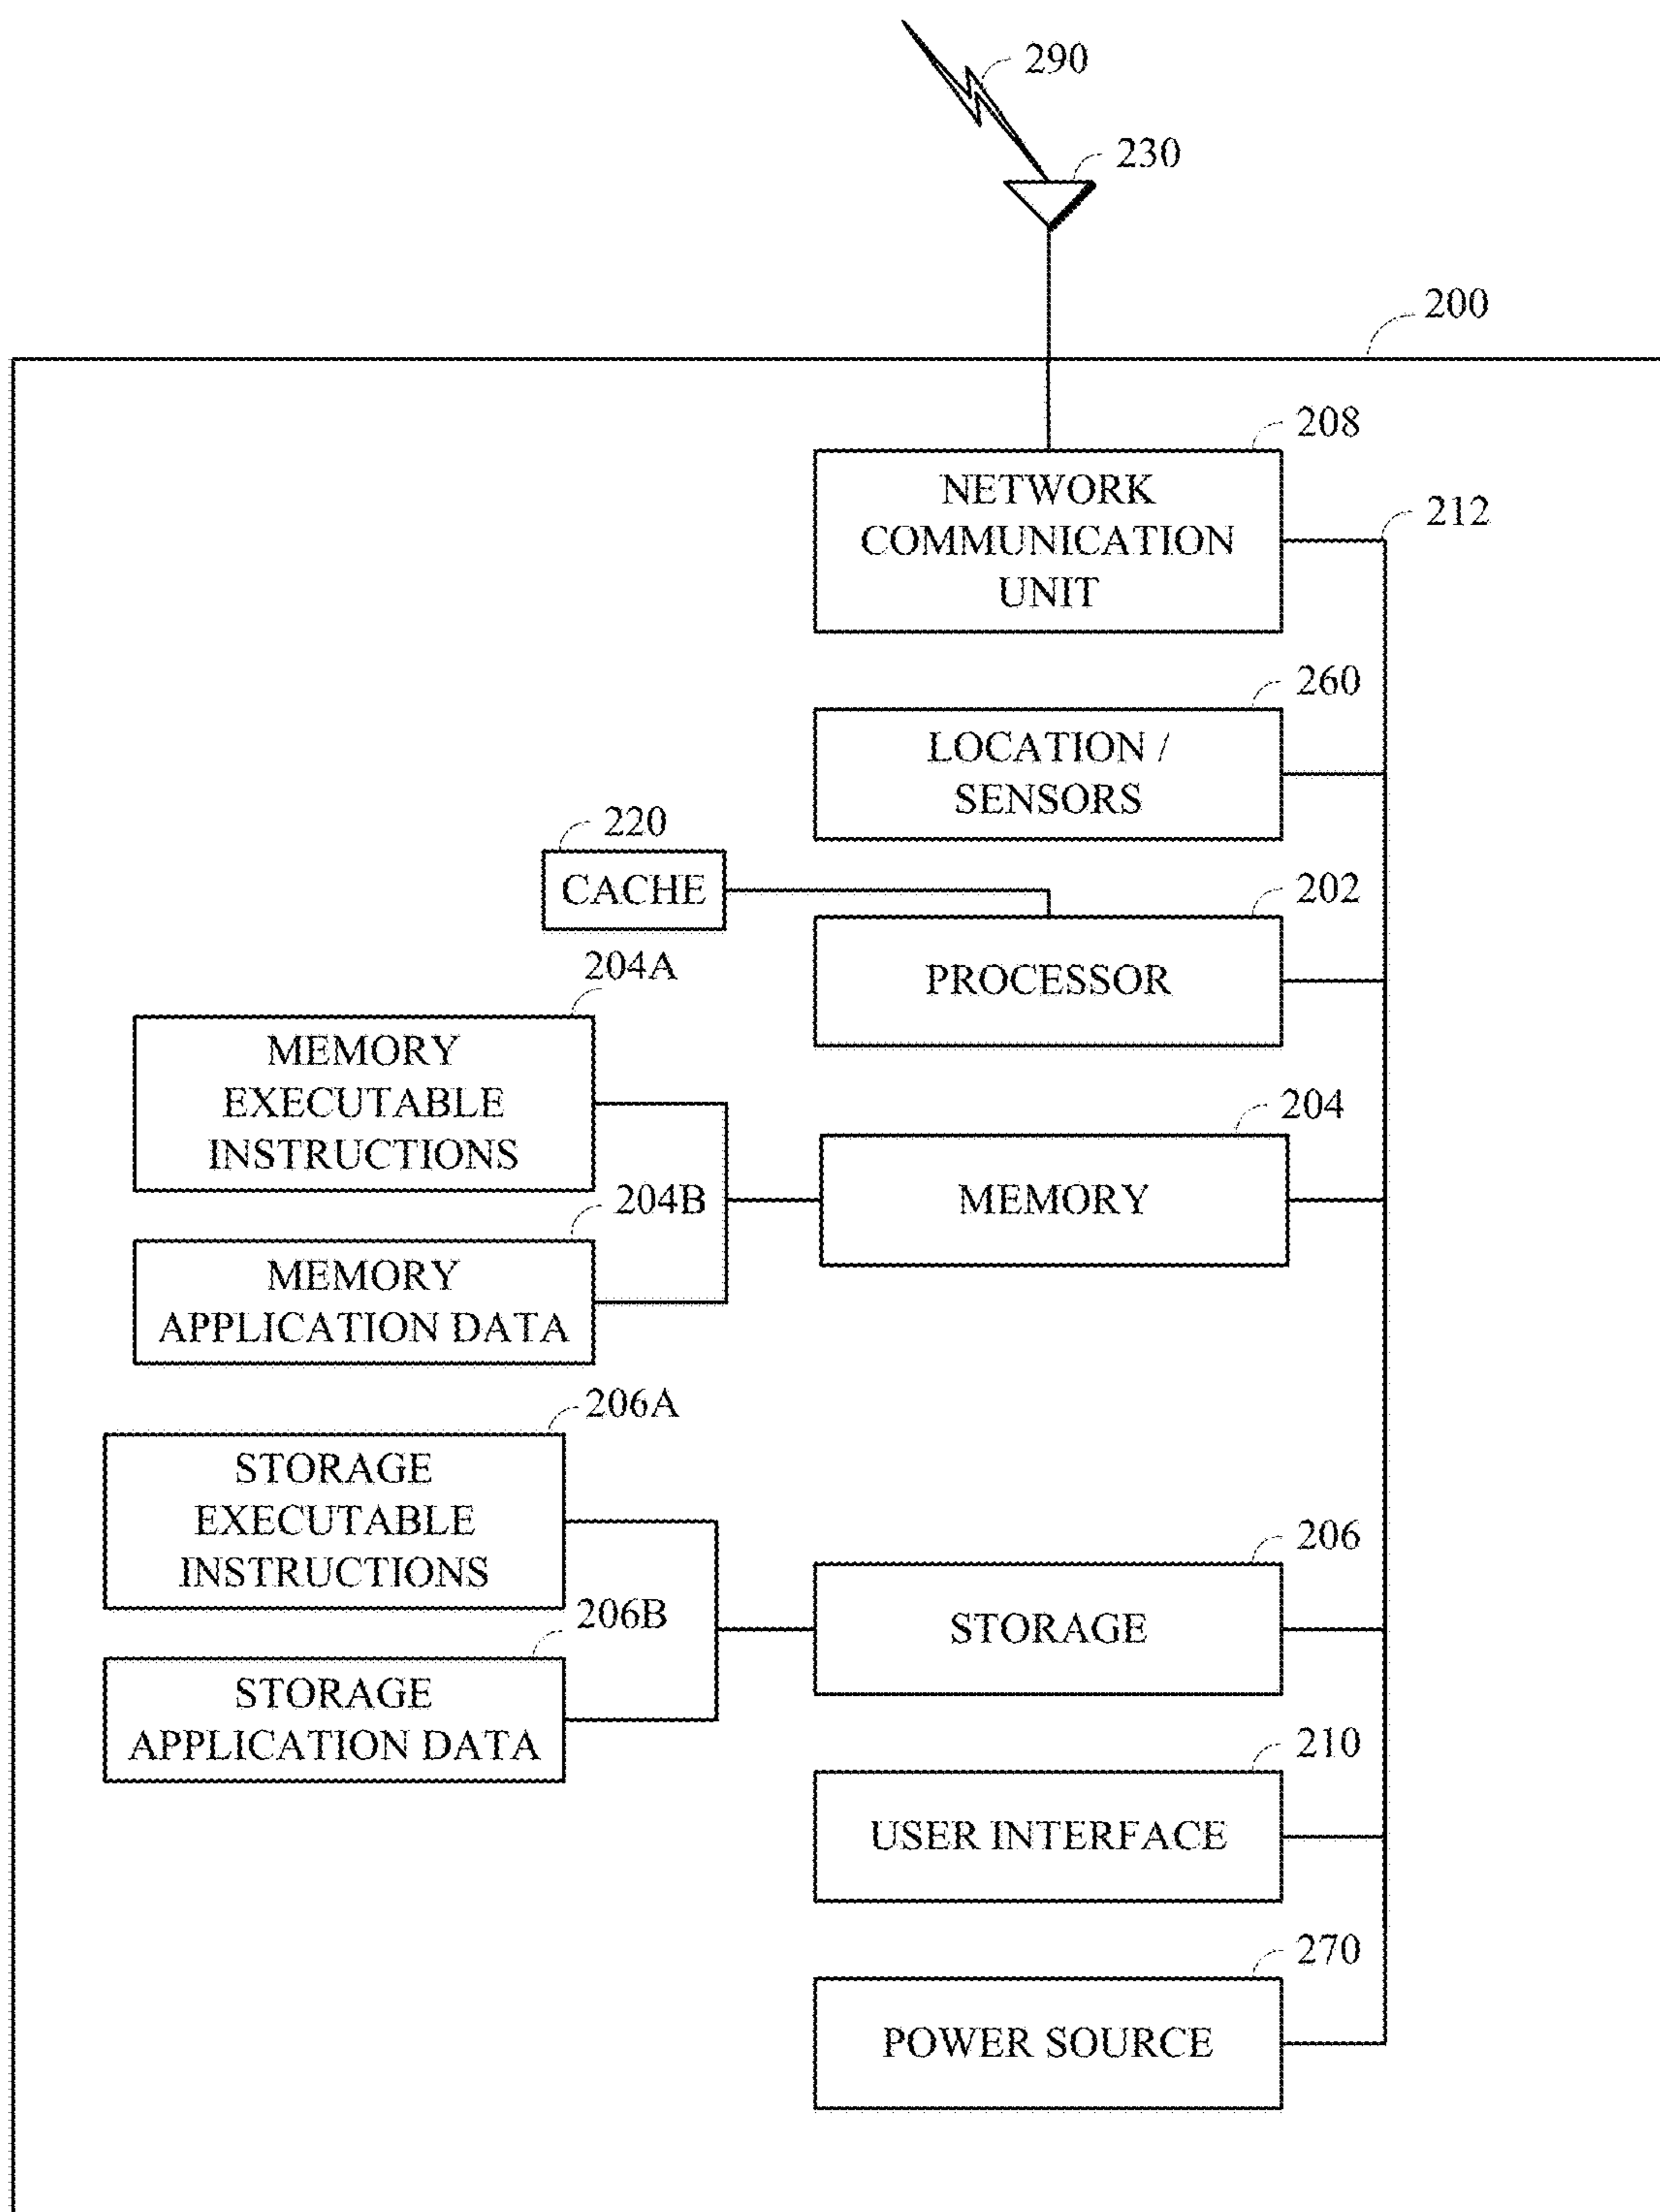 290
230
200
208
NETWORK
COMMUNICATION
UNIT
212
260
LOCATION /
SENSORS
220
CACHE
202
PROCESSOR
204A
MEMORY
EXECUTABLE
INSTRUCTIONS
204
MEMORY
204B
MEMORY
APPLICATION DATA
206A
STORAGE
EXECUTABLE
INSTRUCTIONS
206
STORAGE
206B
STORAGE
APPLICATION DATA
210
USER INTERFACE
270
POWER SOURCE